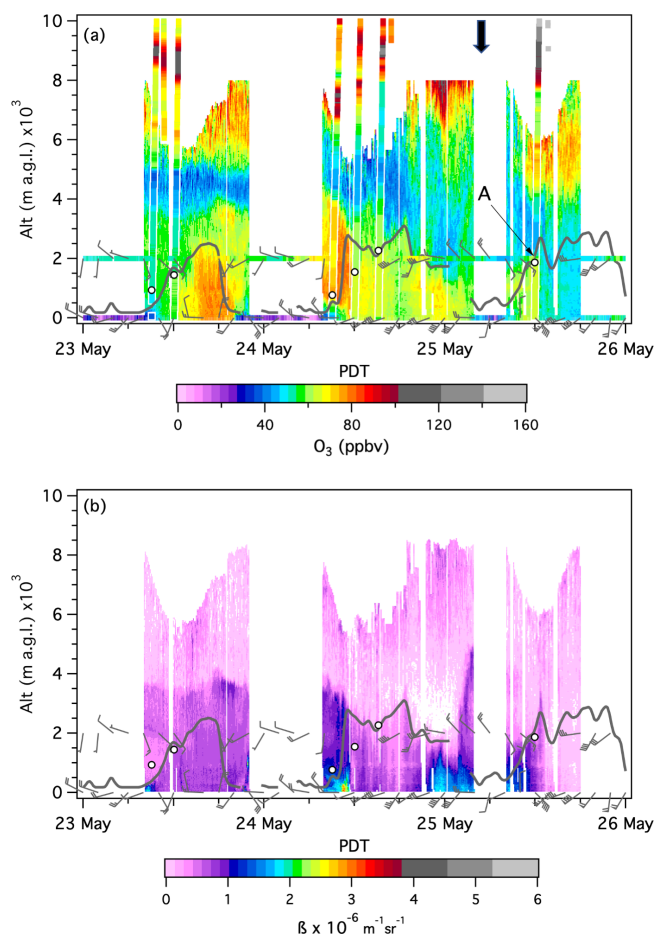 (a)
10
8
6
4
2
0
Alt (m a.g.l.) x10³
A
23 May
24 May
25 May
26 May
PDT
0
40
80
120
160
O₃ (ppbv)
(b)
10
8
6
4
2
0
Alt (m a.g.l.) x10³
23 May
24 May
25 May
26 May
PDT
0
1
2
3
4
5
6
ß x 10⁻⁶ m⁻¹sr⁻¹